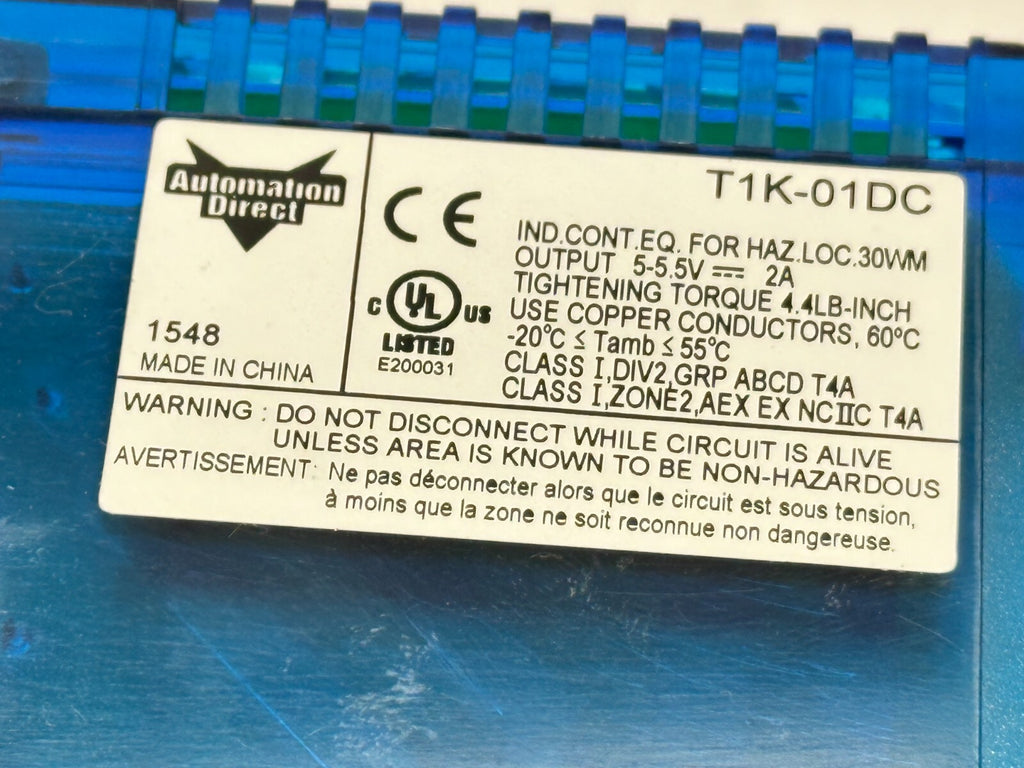 Automation
Direct
1548
MADE IN CHINA
CE
C UL US
LISTED
E200031
T1K-01DC
IND.CONT.EQ. FOR HAZ.LOC.30WM
OUTPUT 5-5.5V ⎓ 2A
TIGHTENING TORQUE 4.4LB-INCH
USE COPPER CONDUCTORS, 60°C
-20°C ≤ Tamb ≤ 55°C
CLASS I,DIV2,GRP ABCD T4A
CLASS I,ZONE2,AEX EX NCIIC T4A
WARNING : DO NOT DISCONNECT WHILE CIRCUIT IS ALIVE
UNLESS AREA IS KNOWN TO BE NON-HAZARDOUS
AVERTISSEMENT: Ne pas déconnecter alors que le circuit est sous tension,
à moins que la zone ne soit reconnue non dangereuse.